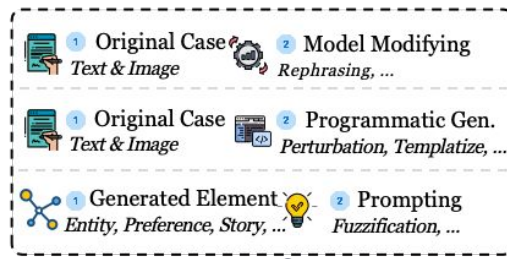 1 Original Case 2 Model Modifying
Text & Image Rephrasing, ...
1 Original Case 2 Programmatic Gen.
Text & Image Perturbation, Templatize, ...
1 Generated Element 2 Prompting
Entity, Preference, Story, ... Fuzzification, ...